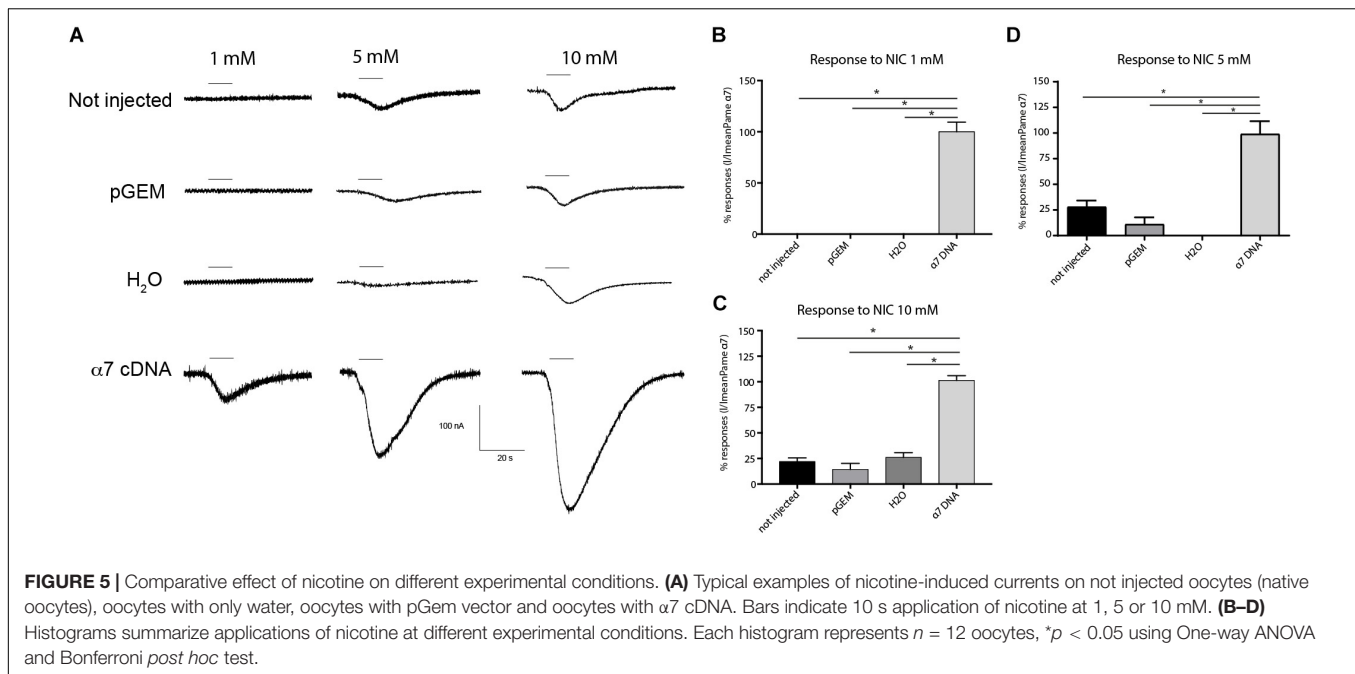 A
1 mM 5 mM 10 mM
Not injected
pGEM
H₂O
α7 cDNA
100 nA
20 s
B
Response to NIC 1 mM
% responses (I/ImeanPame α7)
150
125
100
50
0
* 
* 
* 
not injected pGEM H2O α7 DNA
D
Response to NIC 5 mM
% responses (I/ImeanPame α7)
150
125
100
75
50
25
0
* 
* 
* 
not injected pGEM H2O α7 DNA
C
Response to NIC 10 mM
% responses (I/ImeanPame α7)
150
125
100
75
50
25
0
* 
* 
* 
not injected pGEM H2O α7 DNA
FIGURE 5 | Comparative effect of nicotine on different experimental conditions. (A) Typical examples of nicotine-induced currents on not injected oocytes (native
oocytes), oocytes with only water, oocytes with pGem vector and oocytes with α7 cDNA. Bars indicate 10 s application of nicotine at 1, 5 or 10 mM. (B–D)
Histograms summarize applications of nicotine at different experimental conditions. Each histogram represents n = 12 oocytes, *p < 0.05 using One-way ANOVA
and Bonferroni post hoc test.